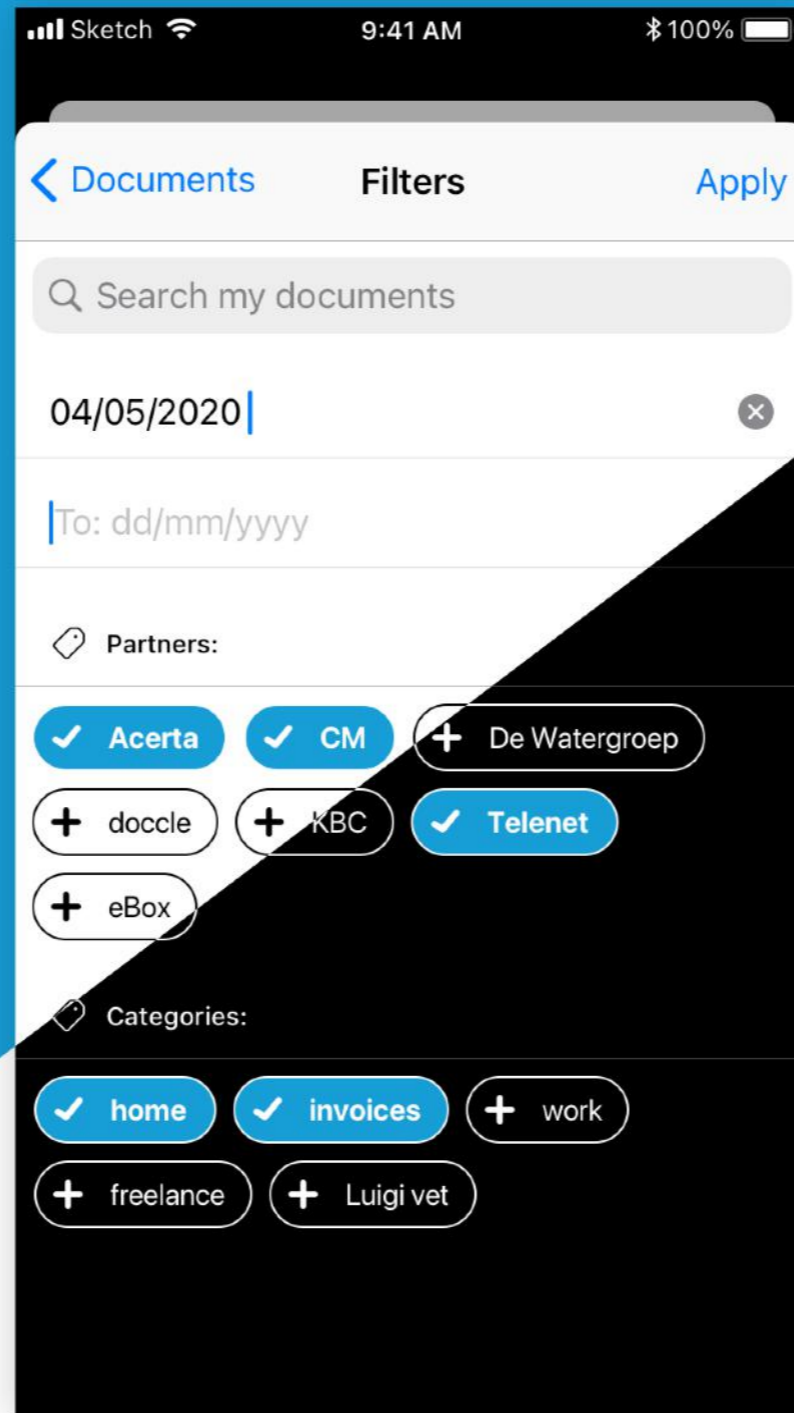 Sketch 9:41 AM 100%
Documents Filters Apply
Search my documents
04/05/2020
To: dd/mm/yyyy
Partners:
Acerta CM De Watergroep
doccle KBC Telenet
eBox
Categories:
home invoices work
freelance Luigi vet